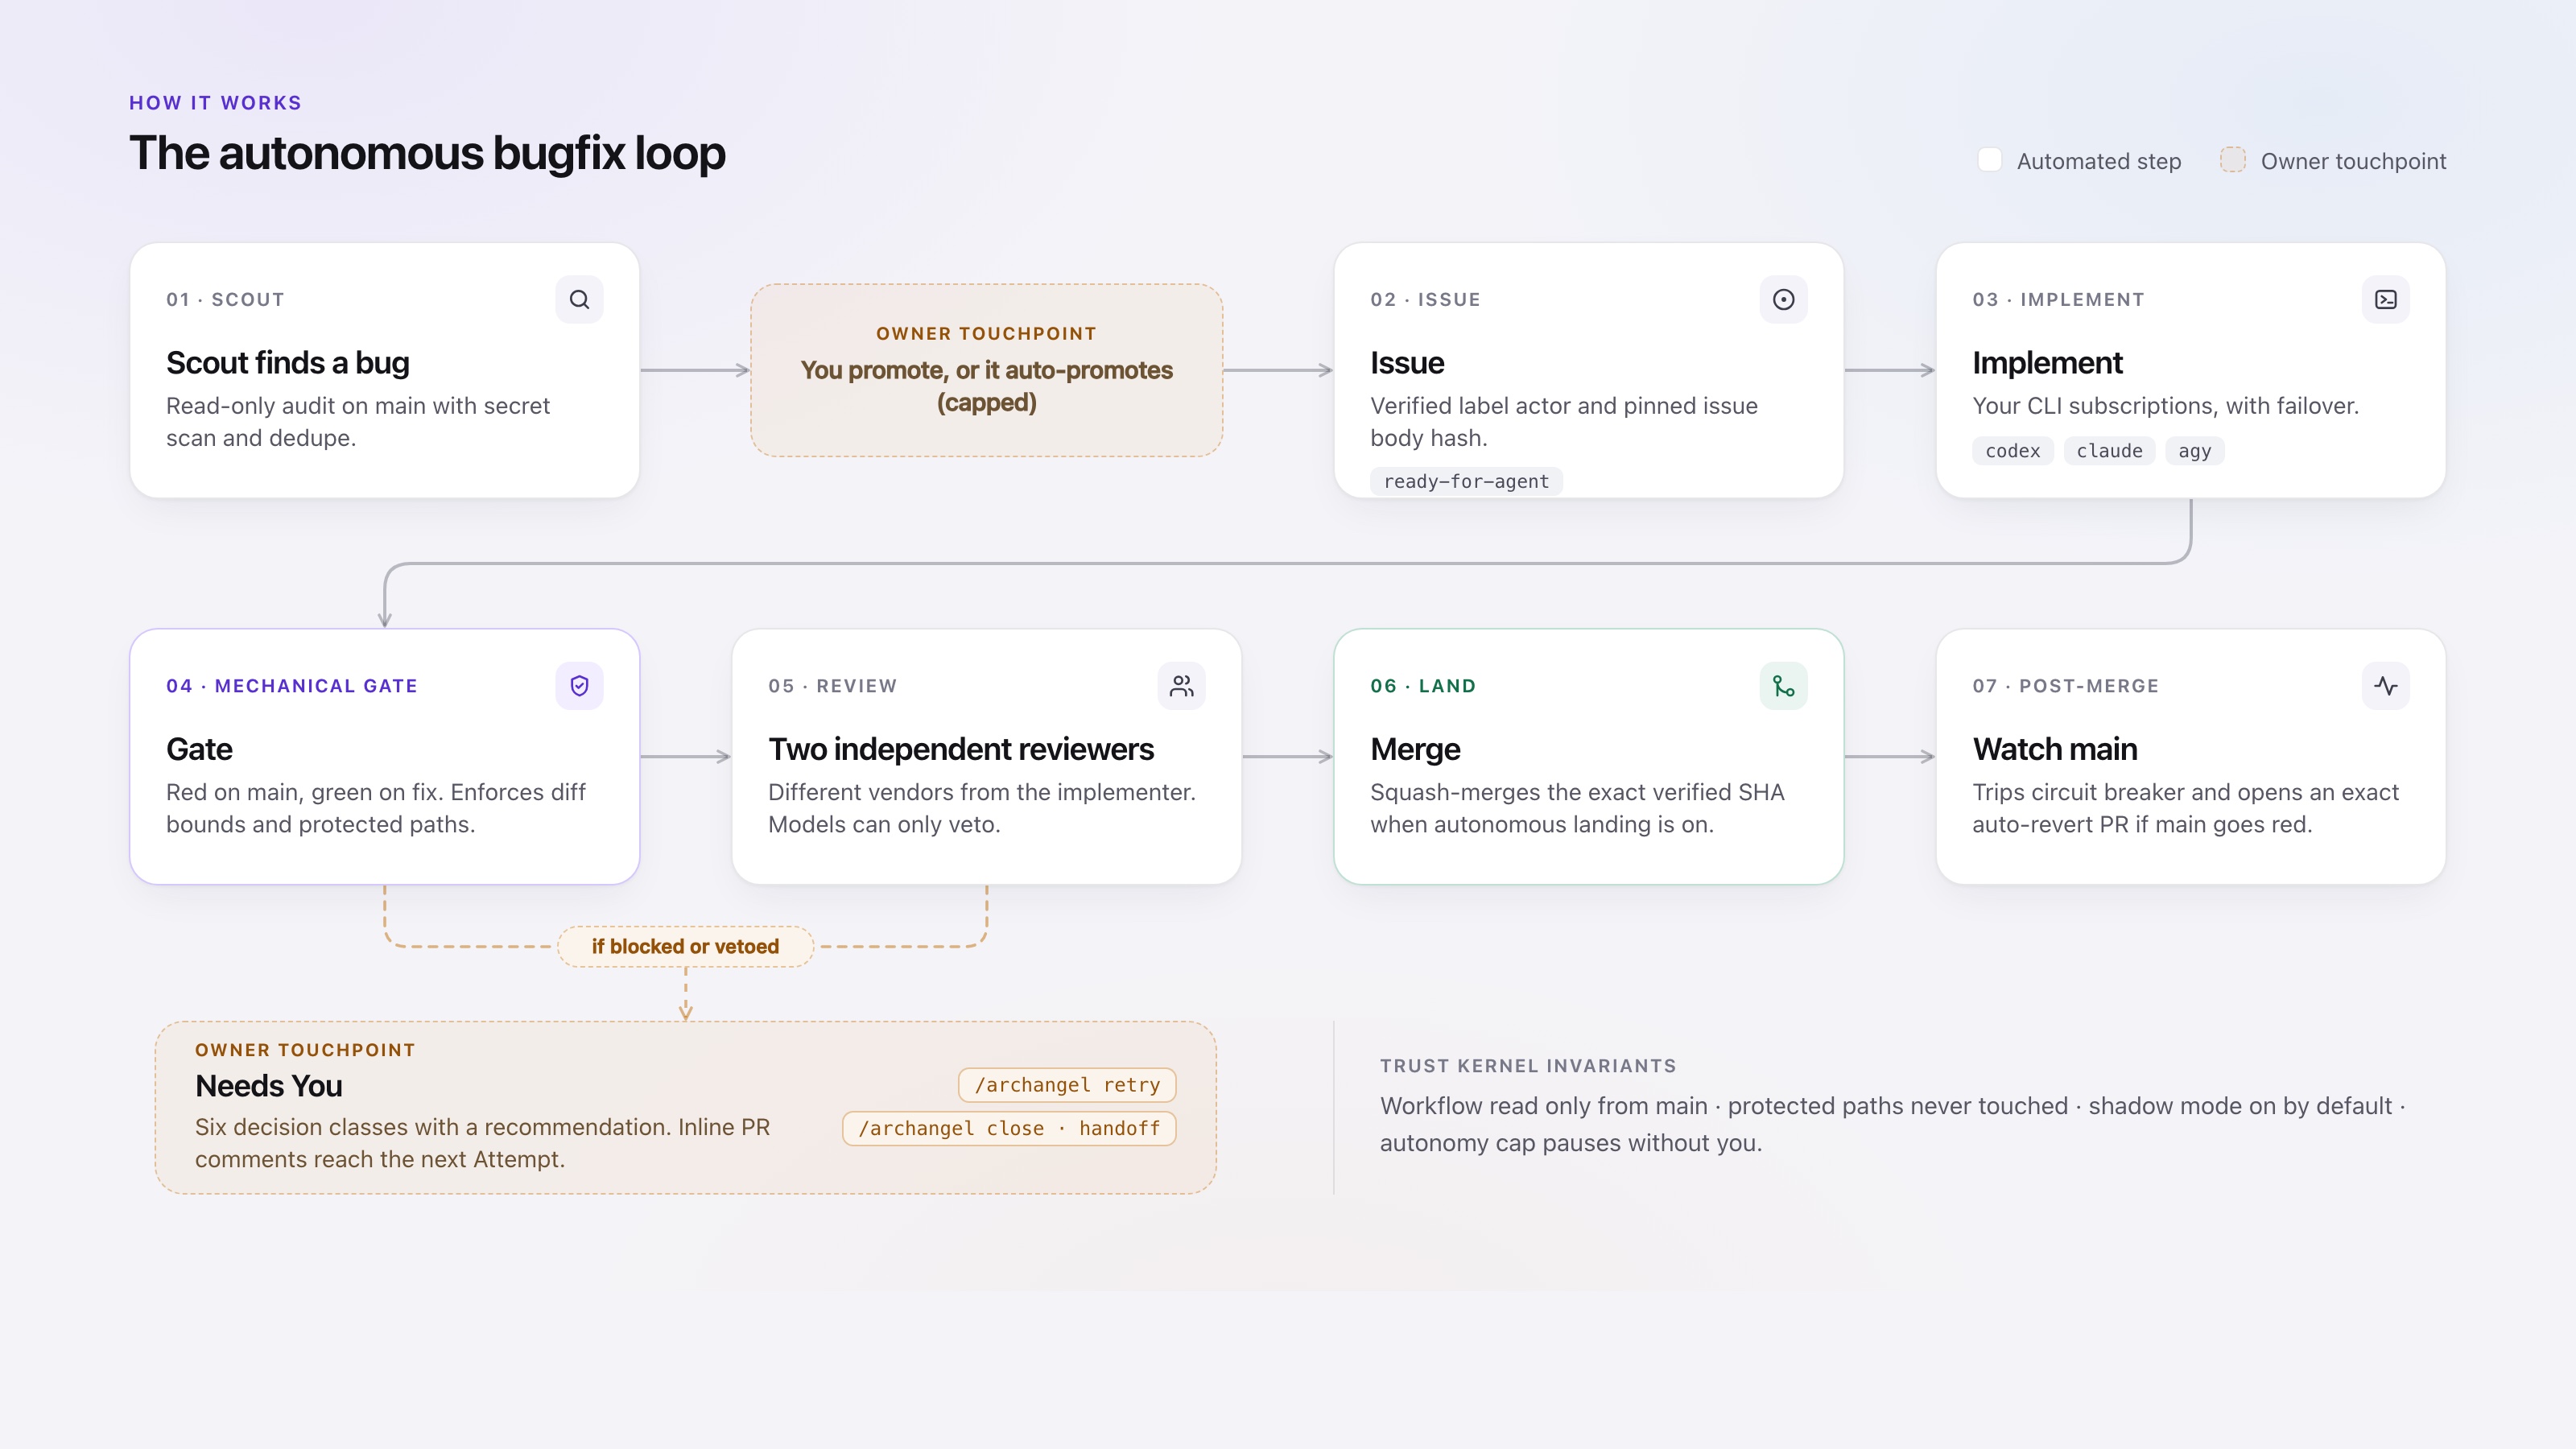 HOW IT WORKS
The autonomous bugfix loop
Automated step
Owner touchpoint
01 · SCOUT
Scout finds a bug
Read-only audit on main with secret
scan and dedupe.
OWNER TOUCHPOINT
You promote, or it auto-promotes
(capped)
02 · ISSUE
Issue
Verified label actor and pinned issue
body hash.
ready-for-agent
03 · IMPLEMENT
Implement
Your CLI subscriptions, with failover.
codex claude agy
04 · MECHANICAL GATE
Gate
Red on main, green on fix. Enforces diff
bounds and protected paths.
05 · REVIEW
Two independent reviewers
Different vendors from the implementer.
Models can only veto.
06 · LAND
Merge
Squash-merges the exact verified SHA
when autonomous landing is on.
07 · POST-MERGE
Watch main
Trips circuit breaker and opens an exact
auto-revert PR if main goes red.
if blocked or vetoed
OWNER TOUCHPOINT
Needs You
Six decision classes with a recommendation. Inline PR
comments reach the next Attempt.
/archangel retry
/archangel close · handoff
TRUST KERNEL INVARIANTS
Workflow read only from main · protected paths never touched · shadow mode on by default ·
autonomy cap pauses without you.